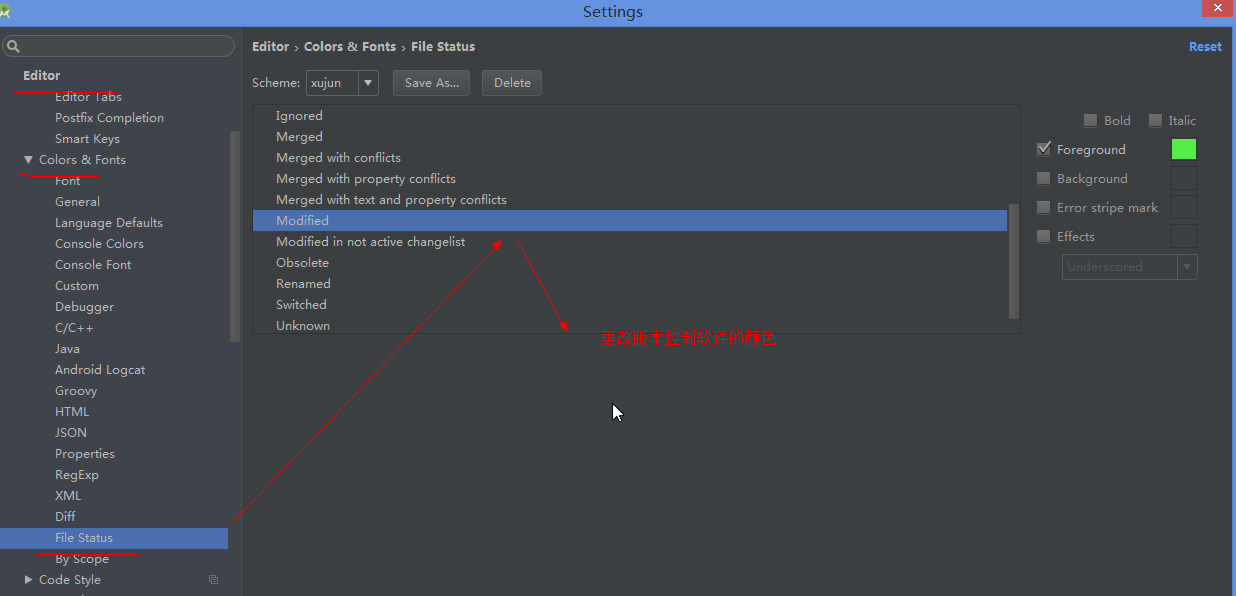 Settings
Editor
Editor Tabs
Postfix Completion
Smart Keys
Colors & Fonts
Font
General
Language Defaults
Console Colors
Console Font
Custom
Debugger
C/C++
Java
Android Logcat
Groovy
HTML
JSON
Properties
RegExp
XML
Diff
File Status
By Scope
Code Style
Editor › Colors & Fonts › File Status
Reset
Scheme: xujun Save As... Delete
Ignored
Merged
Merged with conflicts
Merged with property conflicts
Merged with text and property conflicts
Modified
Modified in not active changelist
Obsolete
Renamed
Switched
Unknown
更改版本控制软件的颜色
Bold Italic
Foreground
Background
Error stripe mark
Effects
Underscored